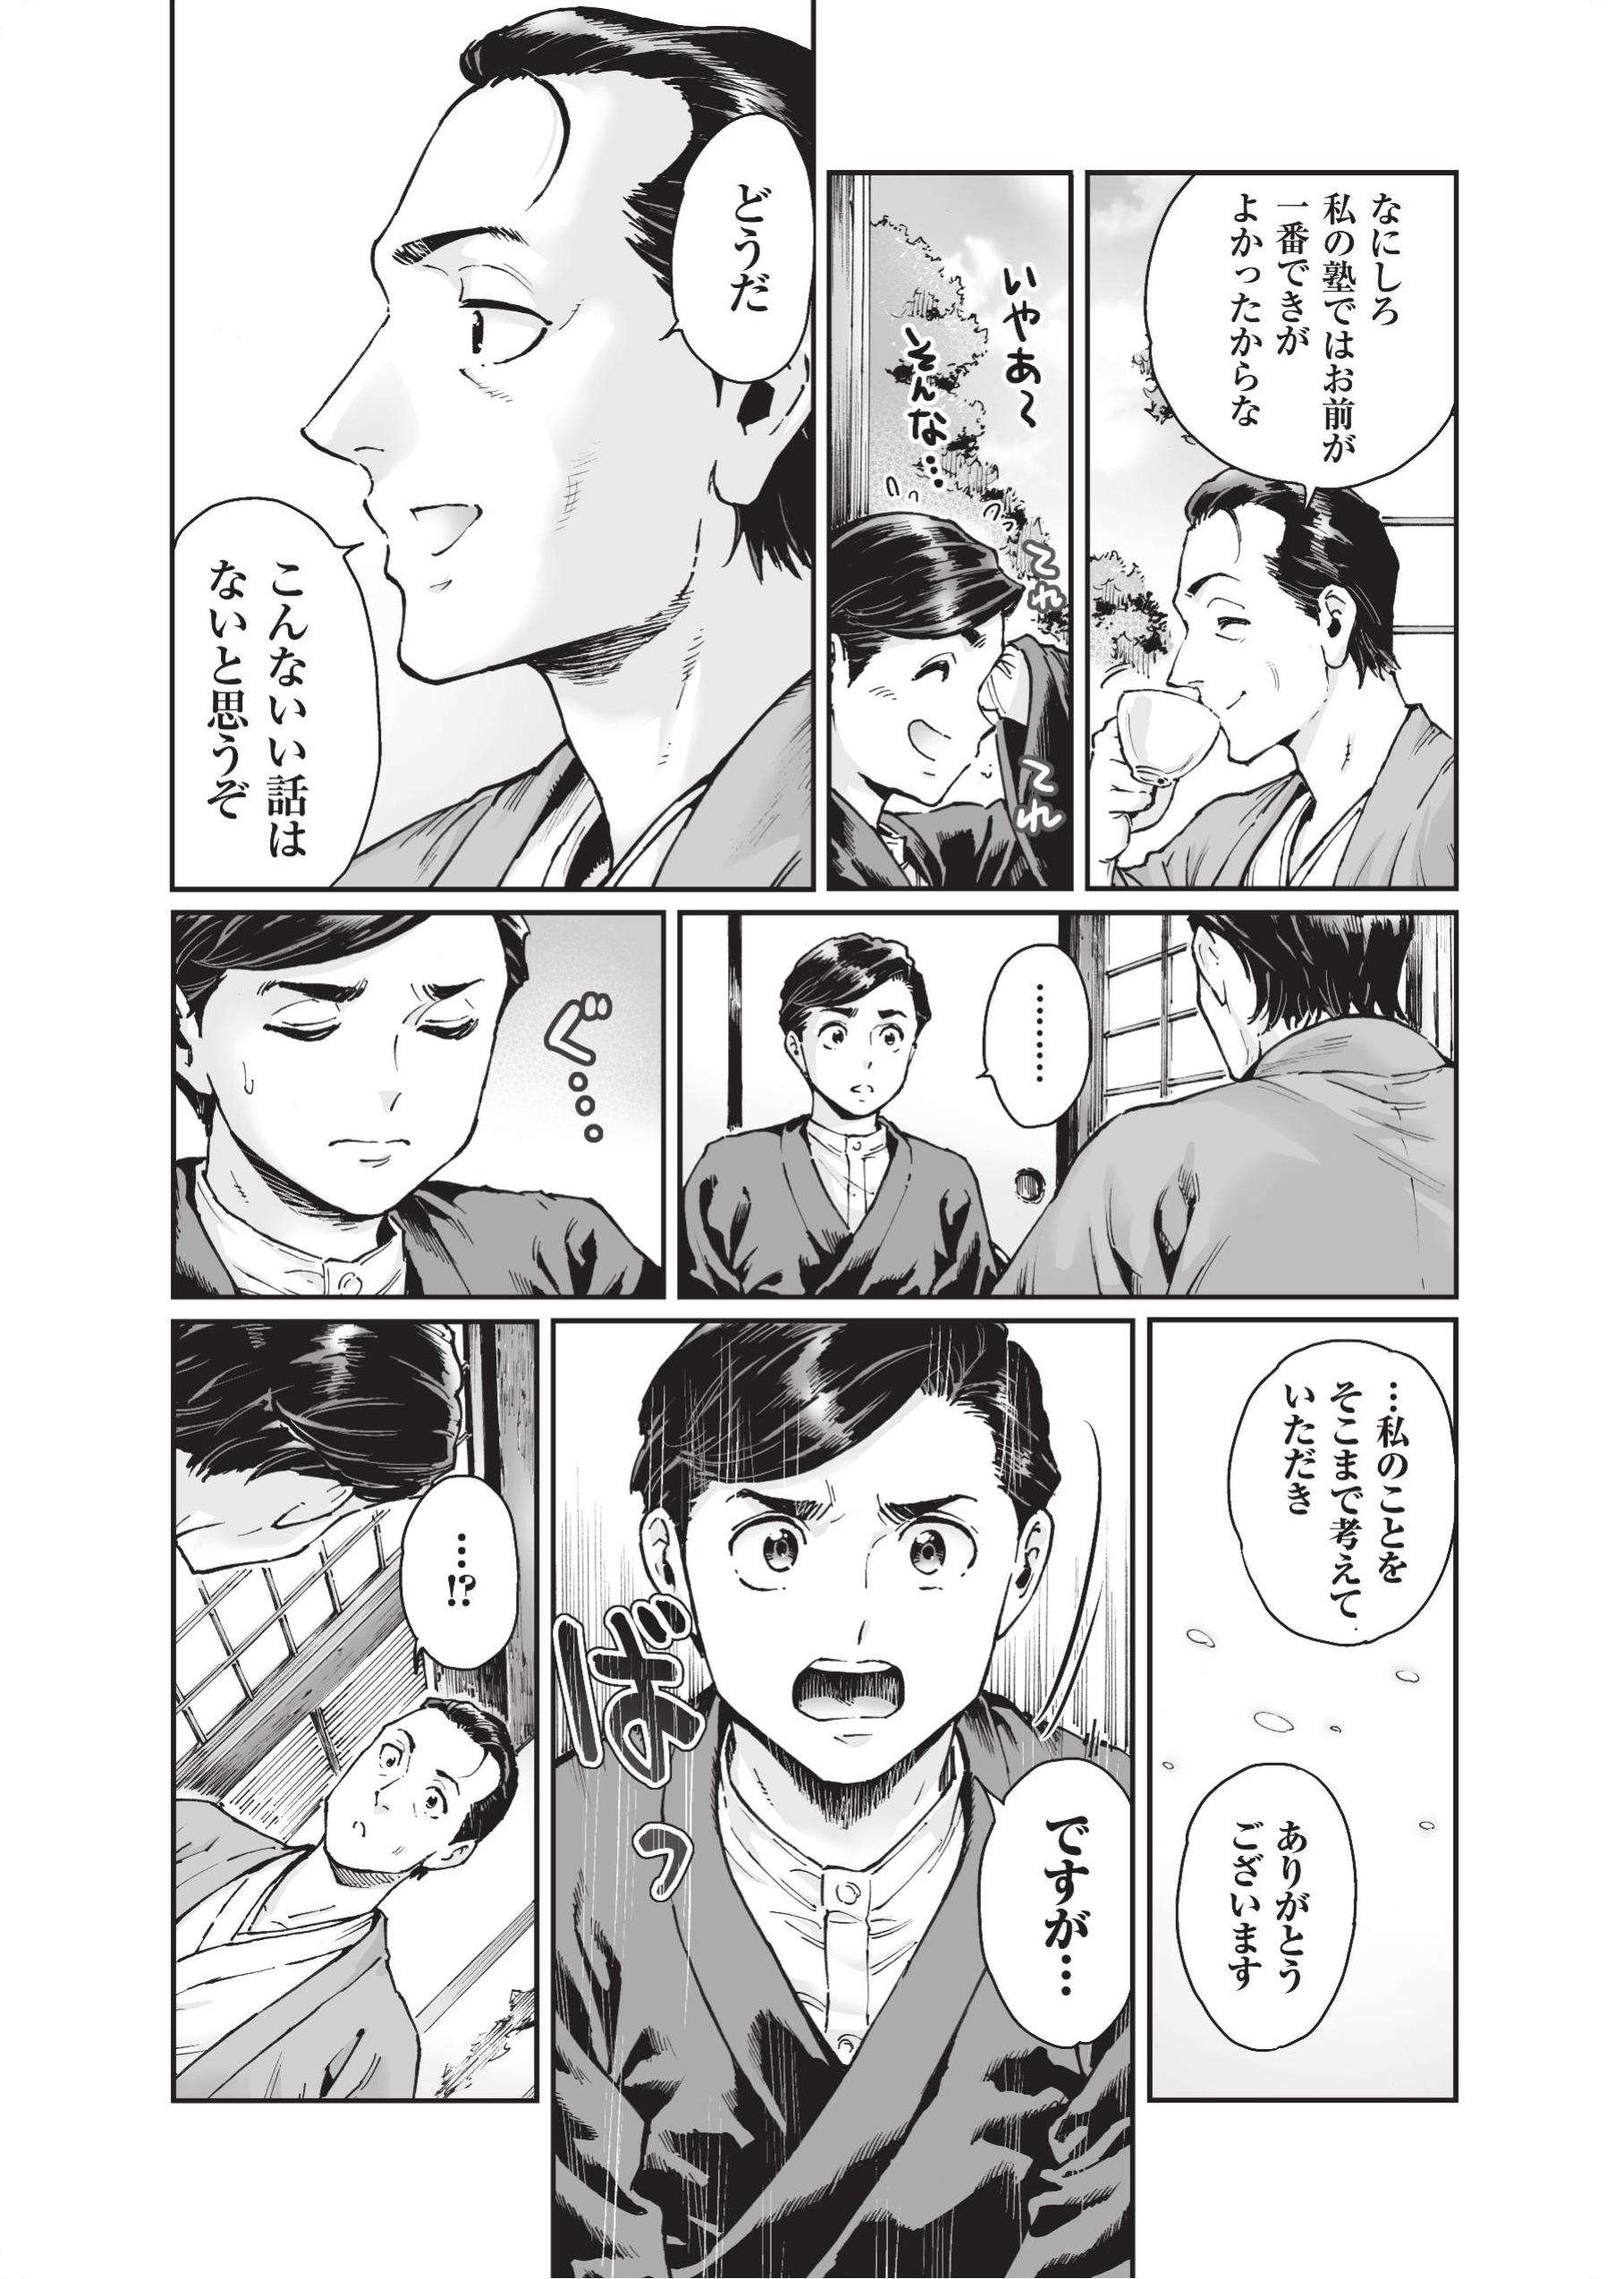 なにしろ
私の塾ではお前が
一番できが
よかったからな
いやあ〜
そんな…
てれ
てれ
どうだ
こんないい話は
ないと思うぞ
………
ぐ…
…私のことを
そこまで考えて
いただき
ありがとう
ございます
ですが…
ばっ
…!?